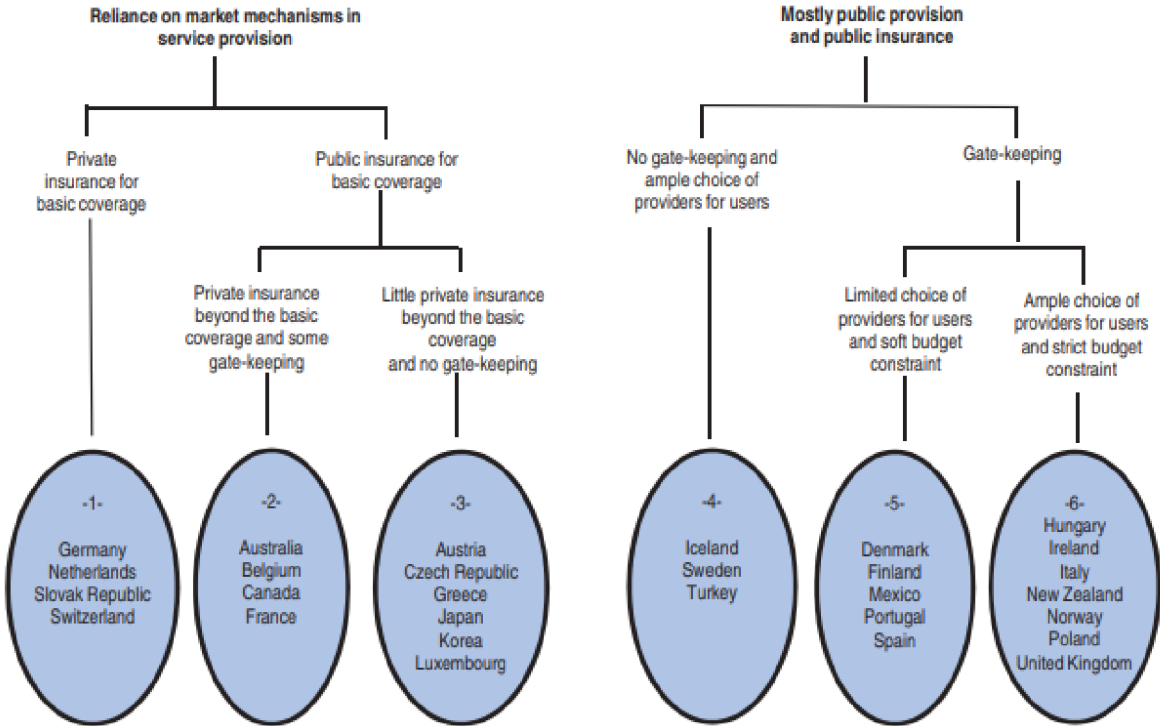 Reliance on market mechanisms in
service provision
Mostly public provision
and public insurance
Private
insurance for
basic coverage
Public insurance for
basic coverage
No gate-keeping and
ample choice of
providers for users
Gate-keeping
Private insurance
beyond the basic
coverage and some
gate-keeping
Little private insurance
beyond the basic
coverage
and no gate-keeping
Limited choice of
providers for users
and soft budget
constraint
Ample choice of
providers for users
and strict budget
constraint
-1-
Germany
Netherlands
Slovak Republic
Switzerland
-2-
Australia
Belgium
Canada
France
-3-
Austria
Czech Republic
Greece
Japan
Korea
Luxembourg
-4-
Iceland
Sweden
Turkey
-5-
Denmark
Finland
Mexico
Portugal
Spain
-6-
Hungary
Ireland
Italy
New Zealand
Norway
Poland
United Kingdom